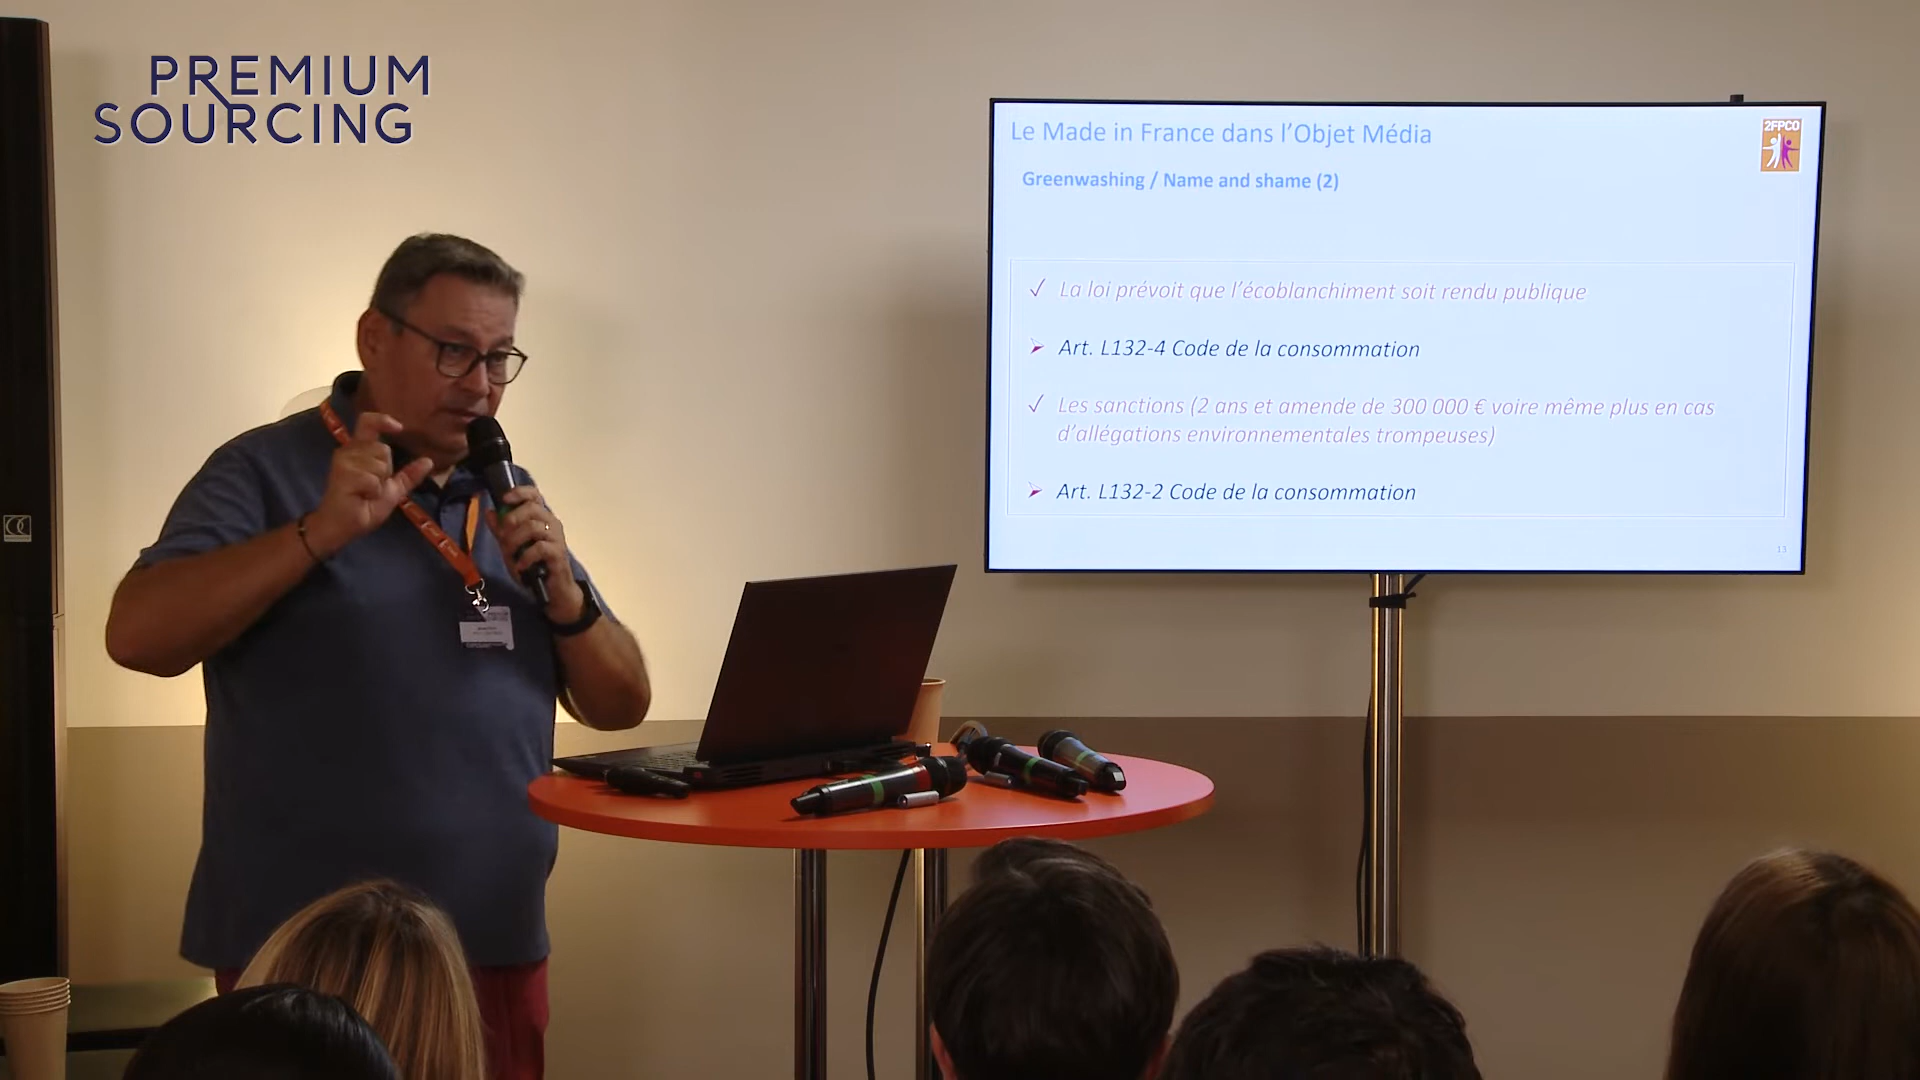 PREMIUM
SOURCING
Le Made in France dans l'Objet Média
2FPCO
Greenwashing / Name and shame (2)
✓ La loi prévoit que l'écoblanchiment soit rendu publique
➢ Art. L132-4 Code de la consommation
✓ Les sanctions (2 ans et amende de 300 000 € voire même plus en cas
d'allégations environnementales trompeuses)
➢ Art. L132-2 Code de la consommation
13